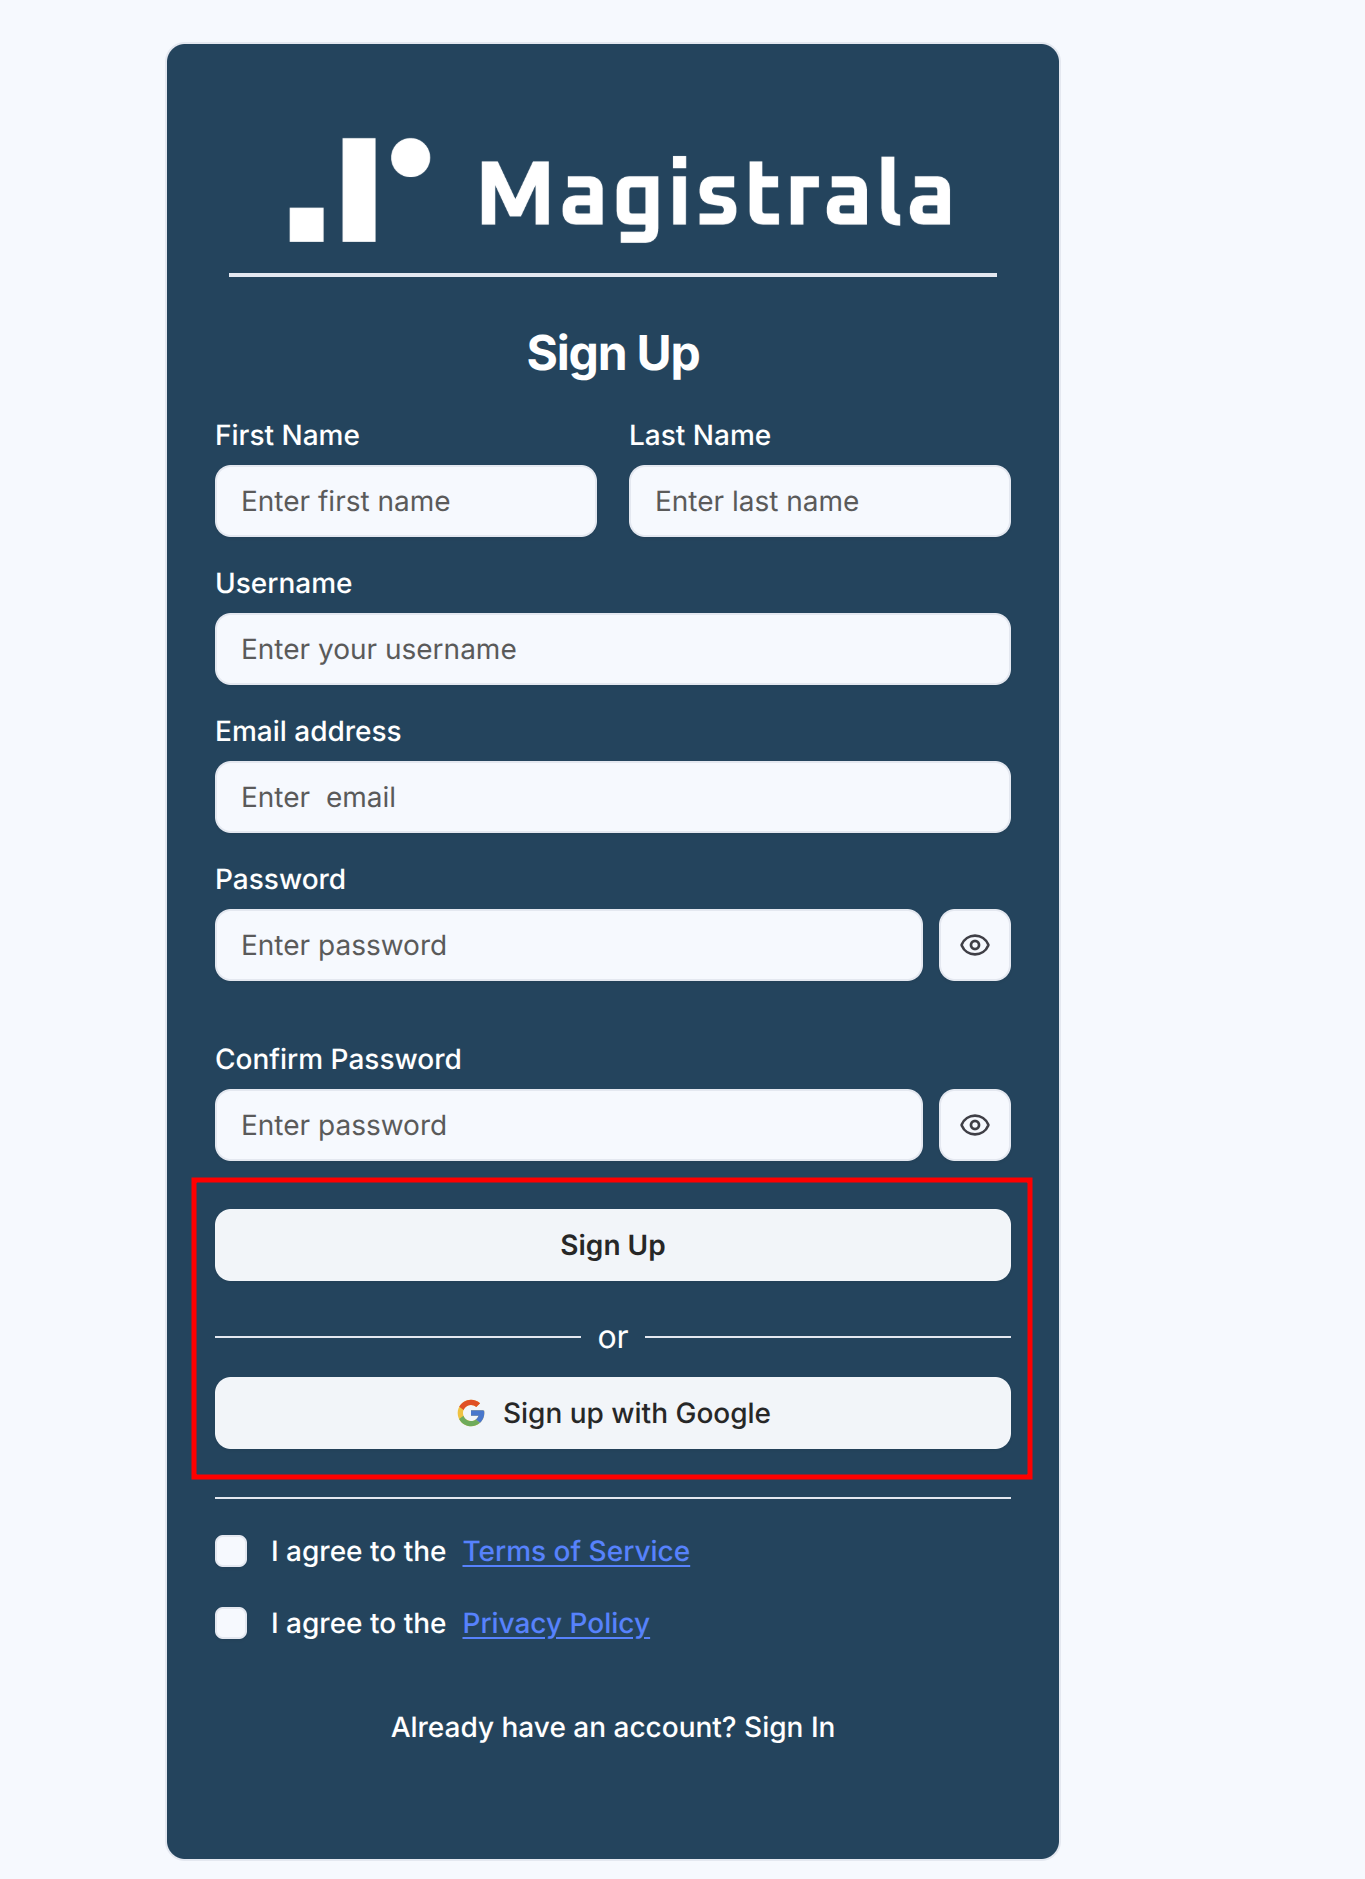 Magistrala
Sign Up
First Name Last Name
Enter first name Enter last name
Username
Enter your username
Email address
Enter  email
Password
Enter password
Confirm Password
Enter password
Sign Up
or
Sign up with Google
I agree to the Terms of Service
I agree to the Privacy Policy
Already have an account? Sign In